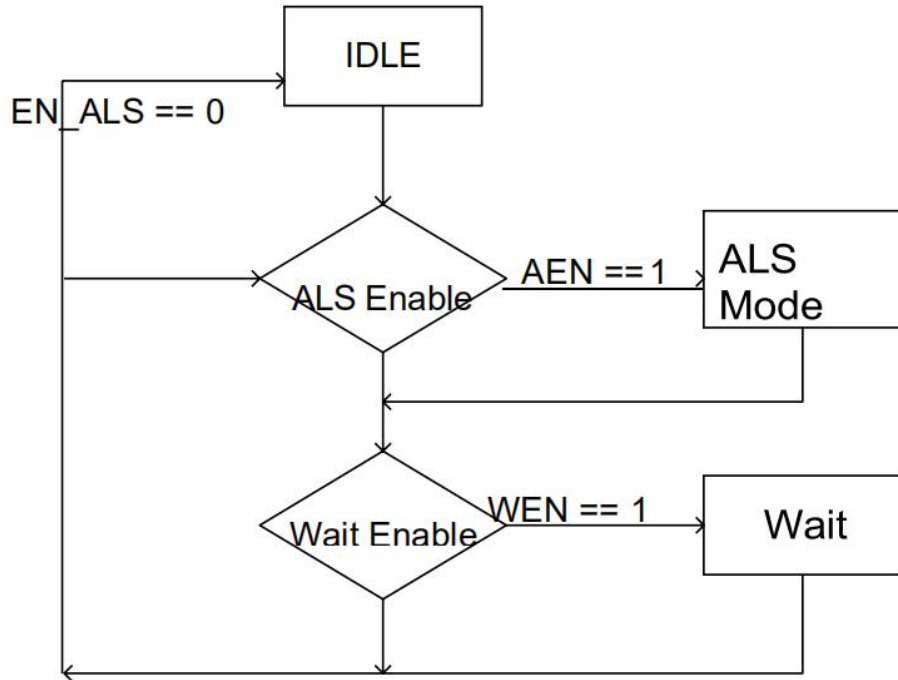 IDLE
EN_ALS == 0
ALS Enable
AEN == 1
ALS
Mode
Wait Enable
WEN == 1
Wait